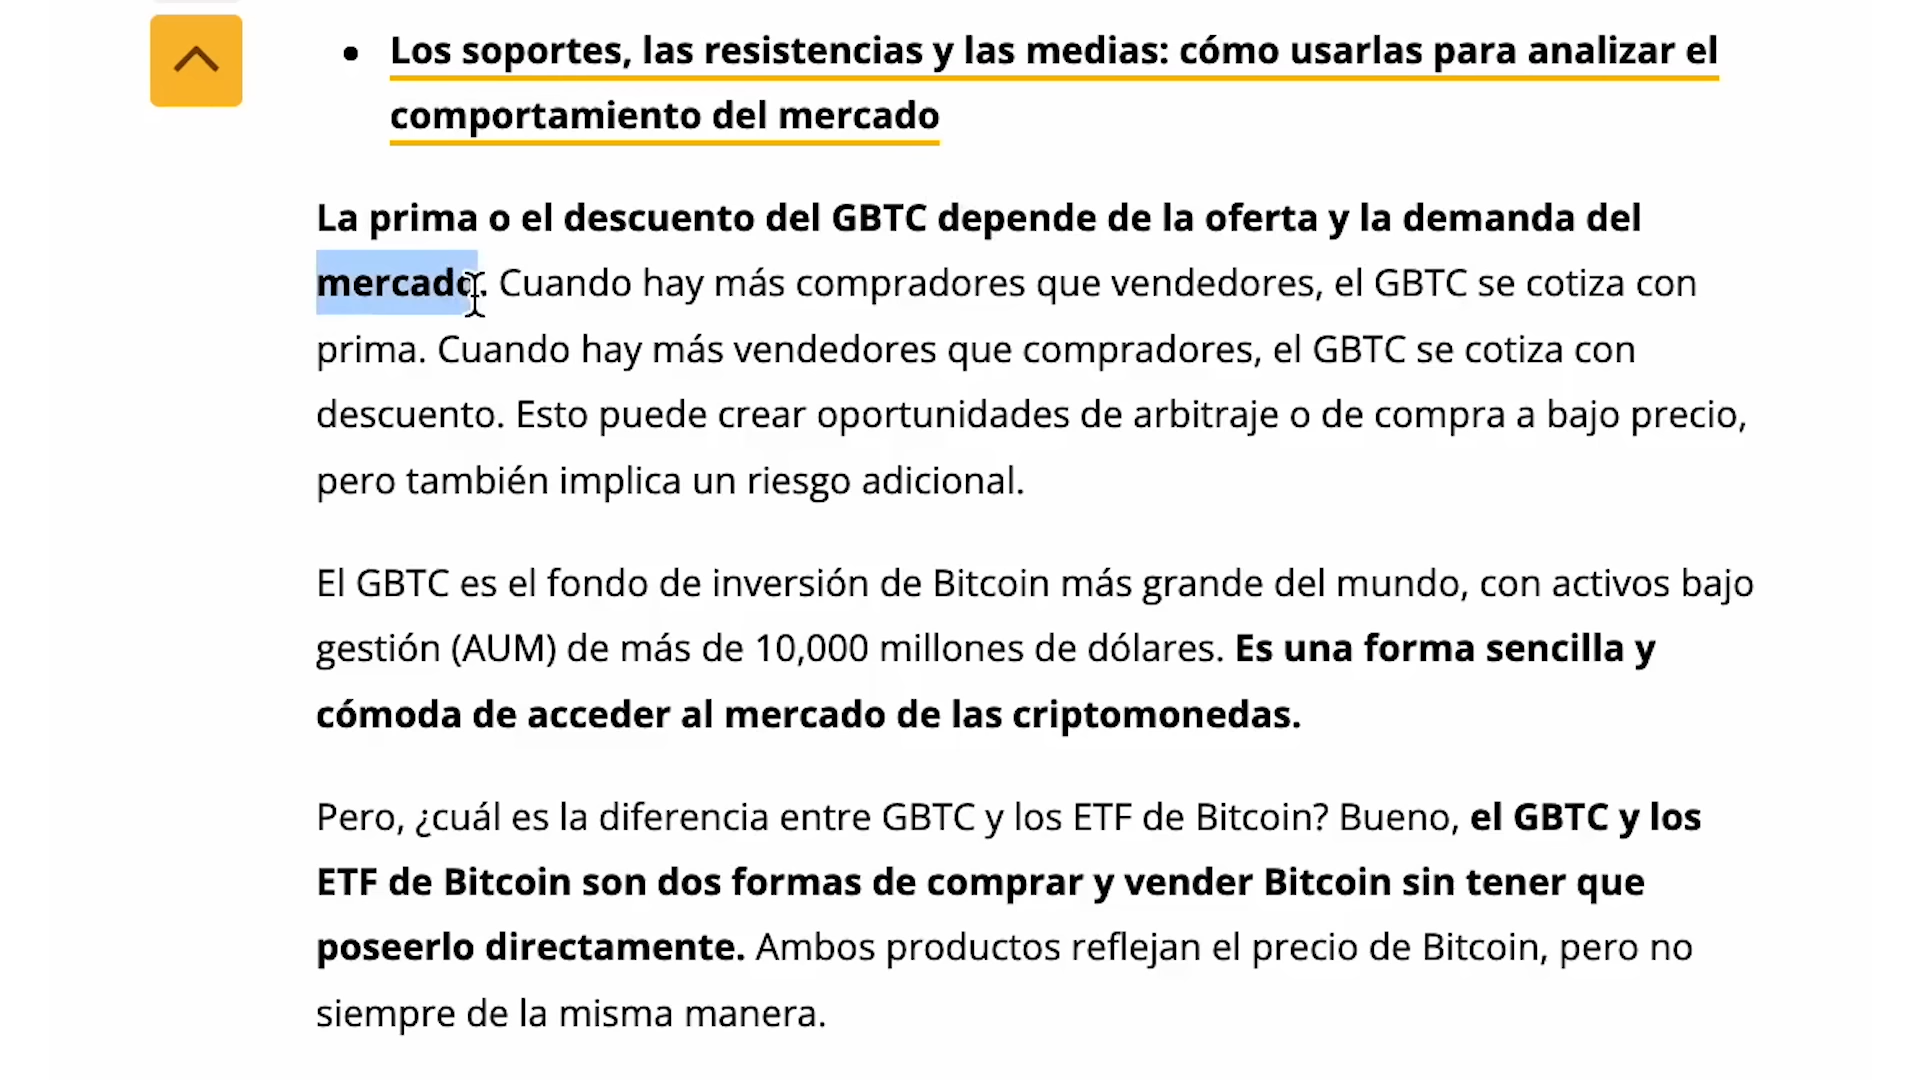 Los soportes, las resistencias y las medias: cómo usarlas para analizar el
comportamiento del mercado
La prima o el descuento del GBTC depende de la oferta y la demanda del
mercado. Cuando hay más compradores que vendedores, el GBTC se cotiza con
prima. Cuando hay más vendedores que compradores, el GBTC se cotiza con
descuento. Esto puede crear oportunidades de arbitraje o de compra a bajo precio,
pero también implica un riesgo adicional.
El GBTC es el fondo de inversión de Bitcoin más grande del mundo, con activos bajo
gestión (AUM) de más de 10,000 millones de dólares. Es una forma sencilla y
cómoda de acceder al mercado de las criptomonedas.
Pero, ¿cuál es la diferencia entre GBTC y los ETF de Bitcoin? Bueno, el GBTC y los
ETF de Bitcoin son dos formas de comprar y vender Bitcoin sin tener que
poseerlo directamente. Ambos productos reflejan el precio de Bitcoin, pero no
siempre de la misma manera.